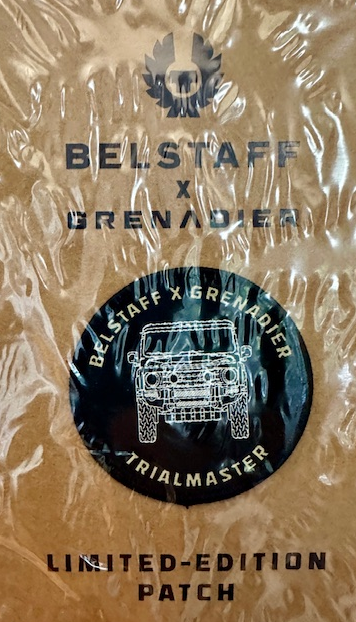 BELSTAFF
X
GRENADIER
BELSTAFF X GRENADIER
TRIALMASTER
LIMITED-EDITION
PATCH